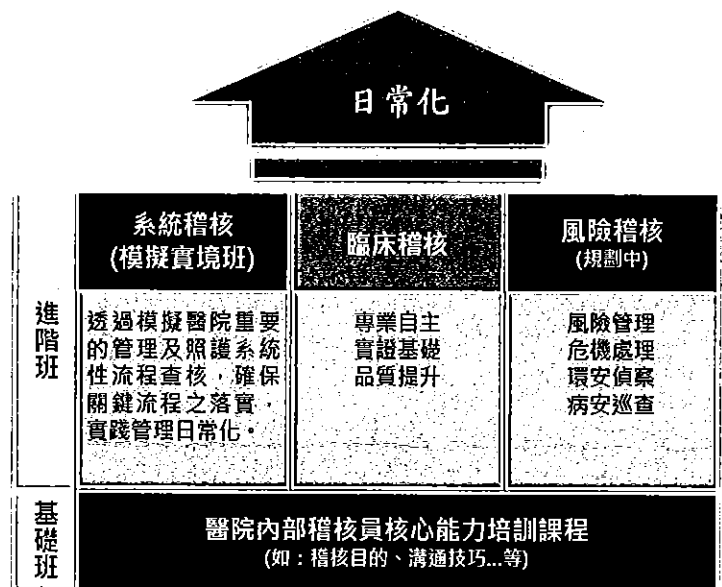 日常化
進階班
系統稽核
(模擬實境班)
透過模擬醫院重要
的管理及照護系統
性流程查核，確保
關鍵流程之落實，
實踐管理日常化。
臨床稽核
專業自主
實證基礎
品質提升
風險稽核
(規劃中)
風險管理
危機處理
環安偵察
病安巡查
基礎班
醫院內部稽核員核心能力培訓課程
(如：稽核目的、溝通技巧...等)